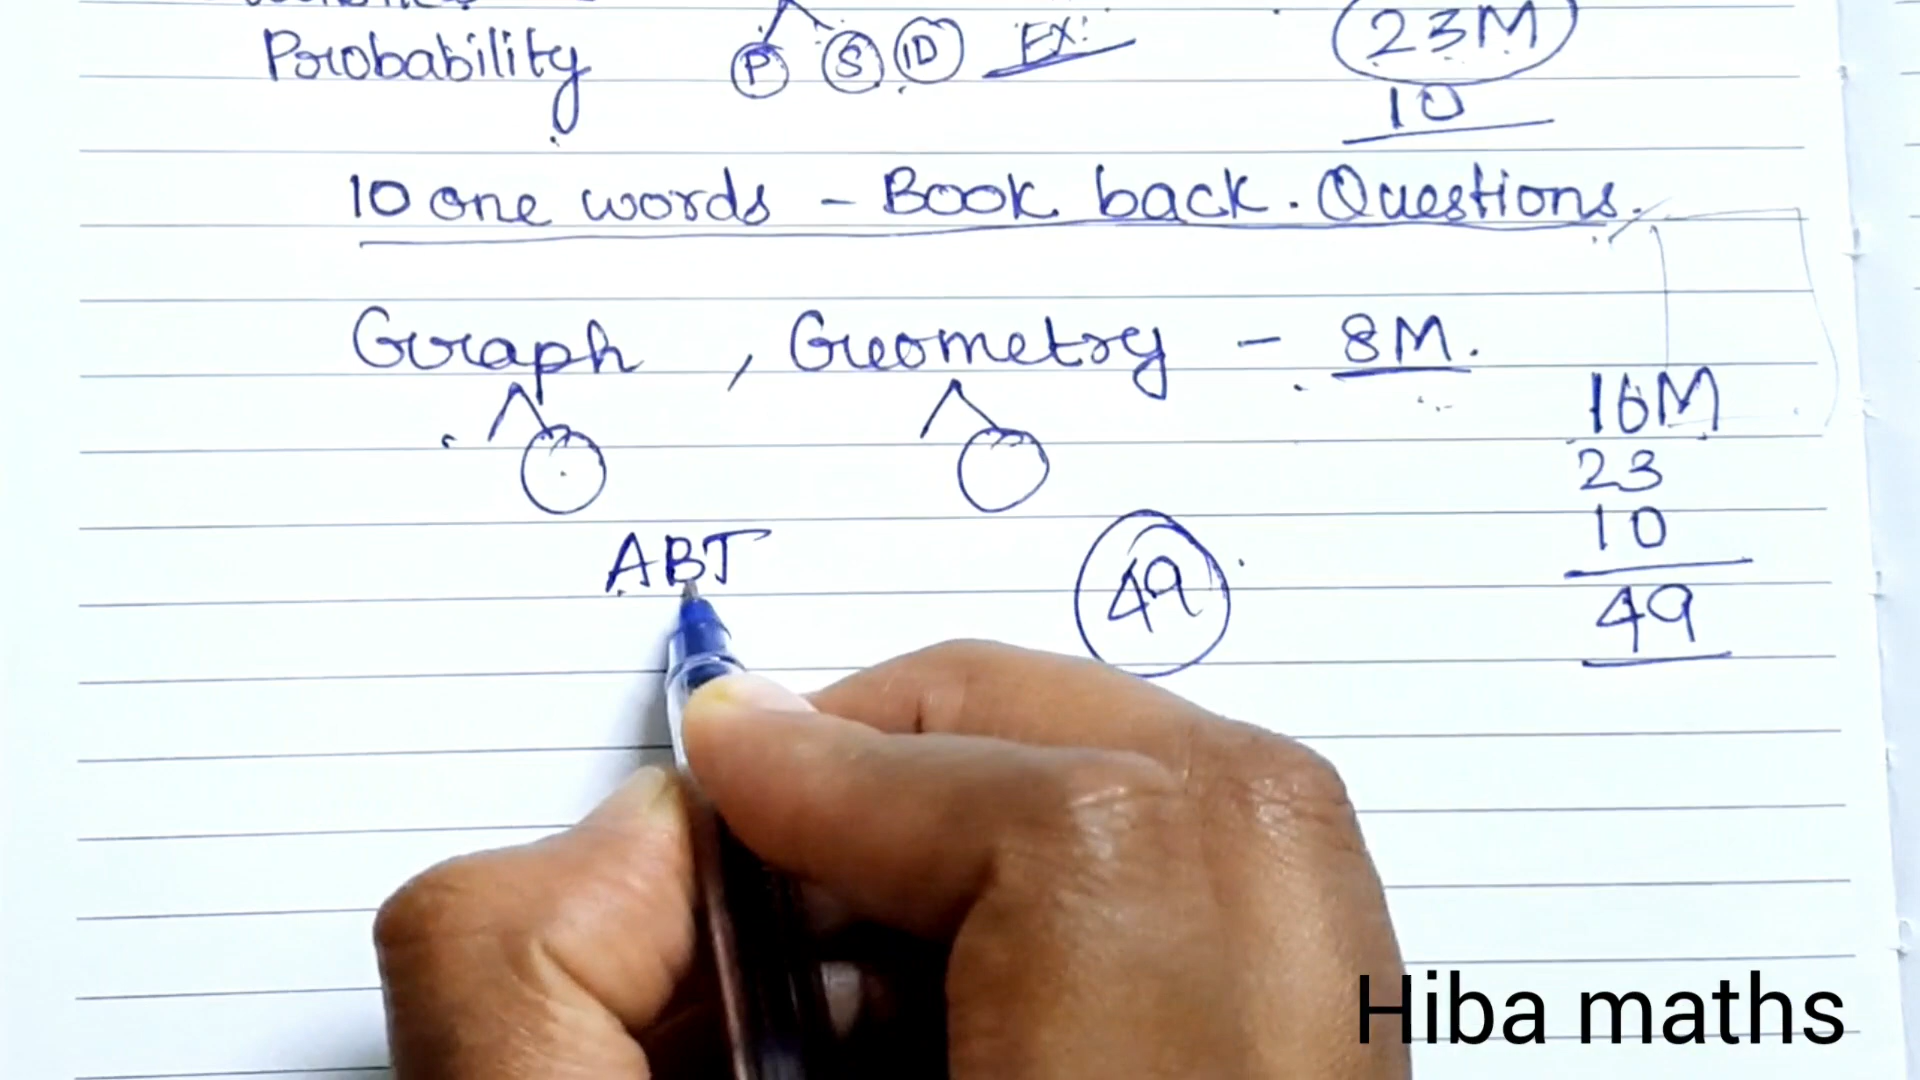 Probability P S 1D Ex: 23M
10
10 one words - Book back. Questions.
Graph , Geometry - 8M.
16M
23
10
ABT 49
49
Hiba maths